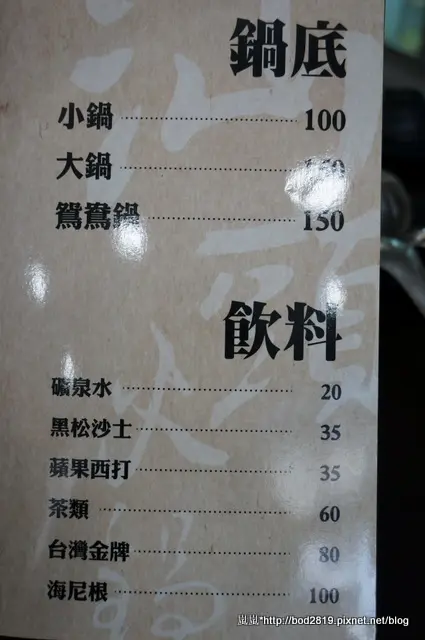 鍋底
小鍋 100
大鍋
鴛鴦鍋 150
飲料
礦泉水 20
黑松沙士 35
蘋果西打 35
茶類 60
台灣金牌 80
海尼根 100
嵐嵐*http://bod2819.pixnet.net/blog